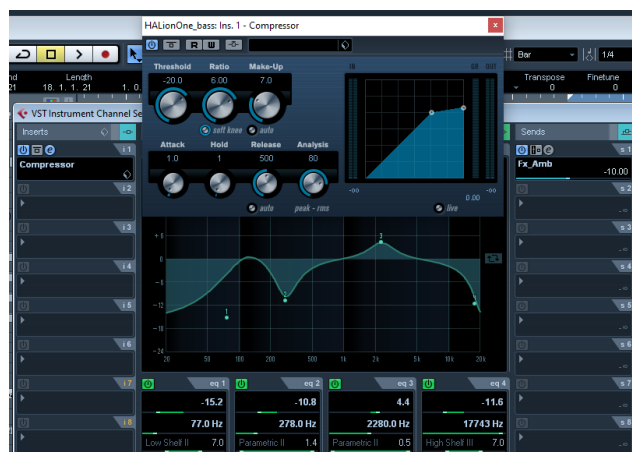 HALionOne_bass: Ins. 1 - Compressor
R W
Bar
1/4
Threshold Ratio Make-Up
-20.0 6.00 7.0
soft knee auto
Attack Hold Release Analysis
1.0 1 500 80
auto peak - rms
IN GR OUT
-oo -oo
0.00
live
nd Length
21 18. 1. 1. 21 1. 0
Transpose Finetune
0 0
VST Instrument Channel Se
Inserts
e i 1
Compressor
i 2
i 3
i 4
i 5
i 6
i 7
i 8
Sends
e s 1
Fx_Amb
-10.00
s 2
s 3
s 4
s 5
s 6
s 7
s 8
+ 6
0
- 6
- 12
- 18
- 24
1 2 3 4
20 50 100 200 500 1k 2k 5k 10k 20k
eq 1 eq 2 eq 3 eq 4
-15.2 -10.8 4.4 -11.6
77.0 Hz 278.0 Hz 2280.0 Hz 17743 Hz
Low Shelf II 7.0 Parametric II 1.4 Parametric II 0.5 High Shelf III 7.0